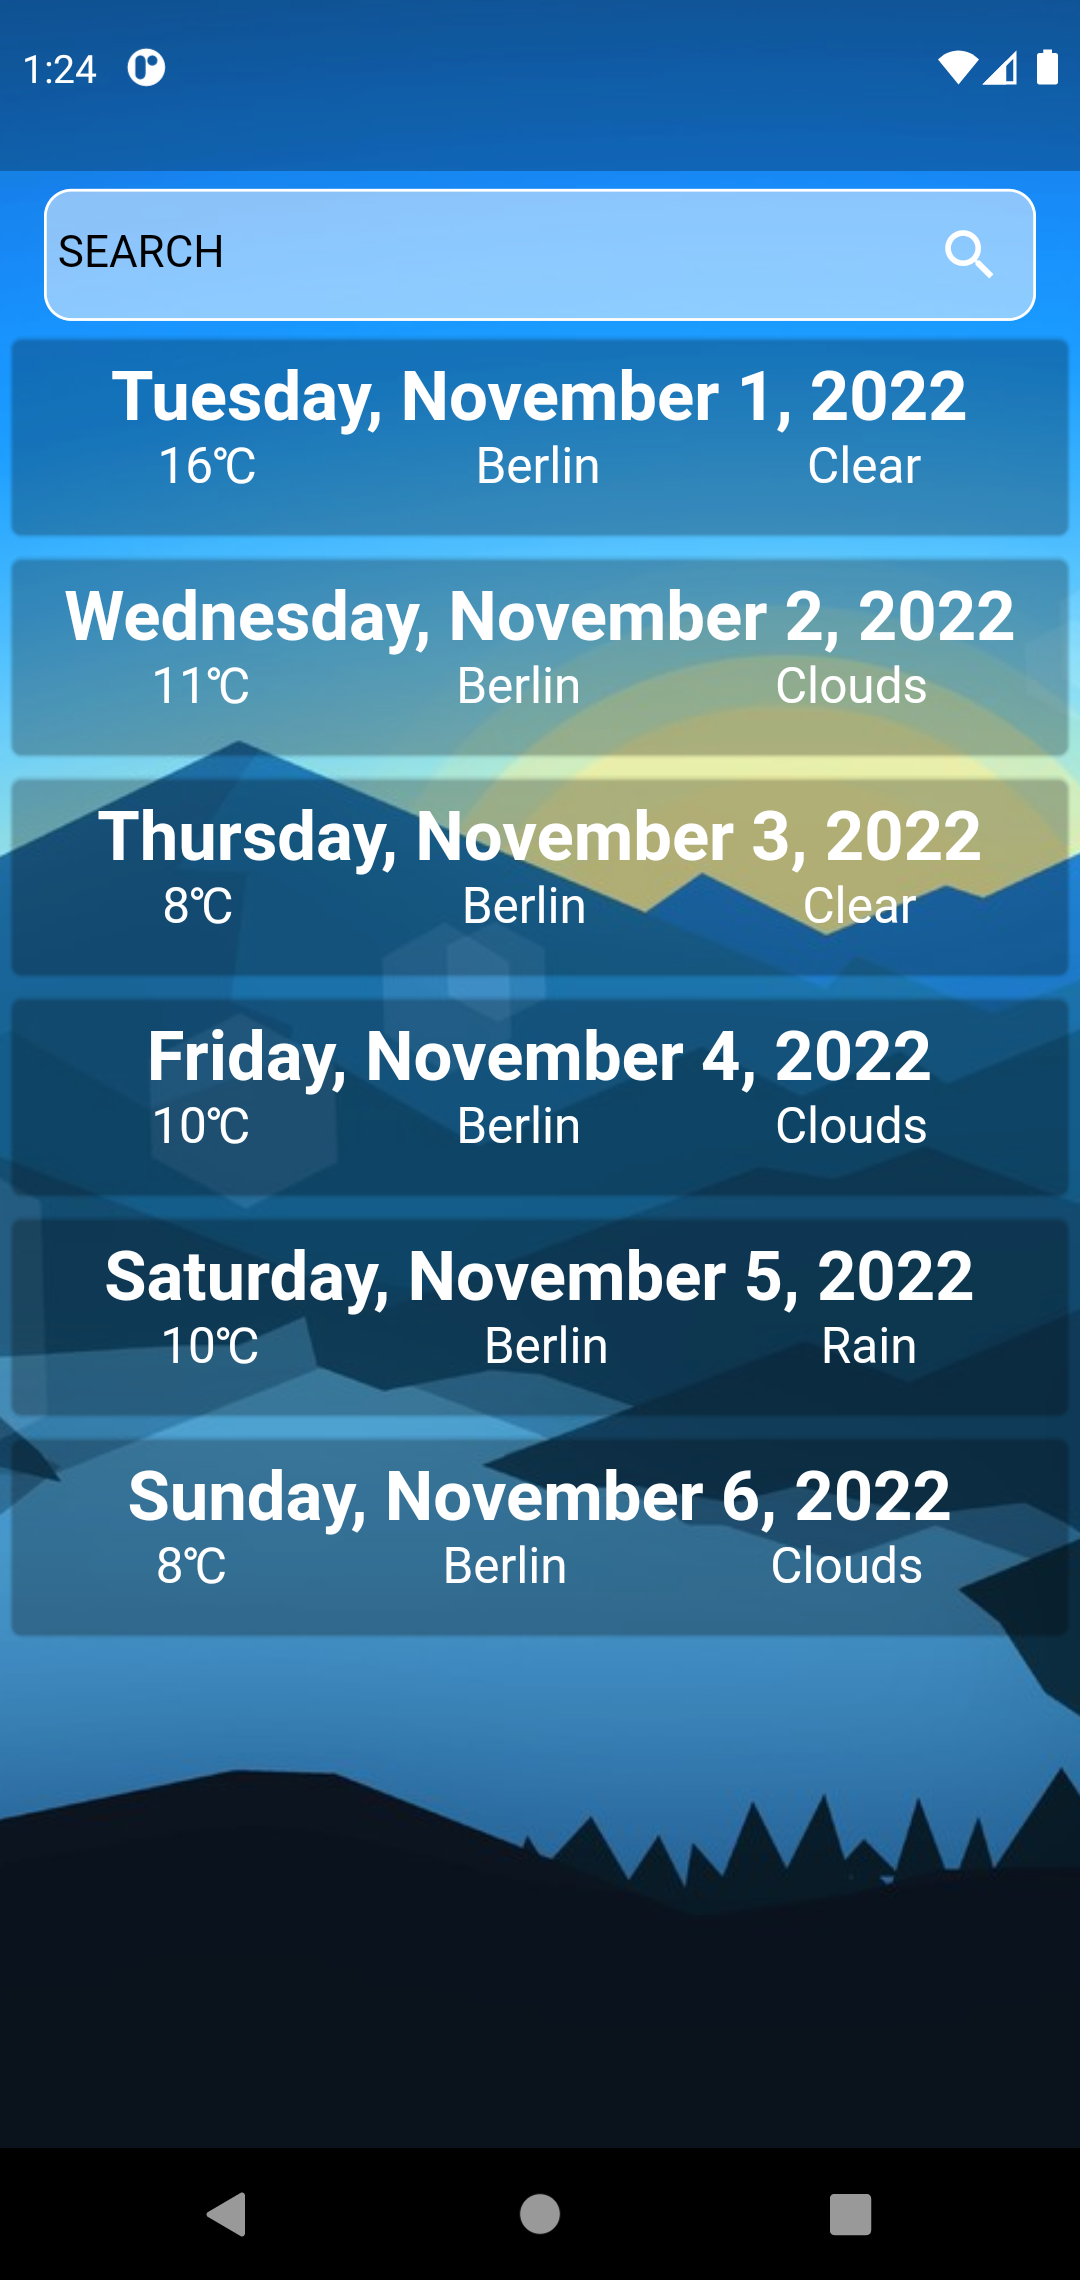 1:24
SEARCH
Tuesday, November 1, 2022
16℃ Berlin Clear
Wednesday, November 2, 2022
11℃ Berlin Clouds
Thursday, November 3, 2022
8℃ Berlin Clear
Friday, November 4, 2022
10℃ Berlin Clouds
Saturday, November 5, 2022
10℃ Berlin Rain
Sunday, November 6, 2022
8℃ Berlin Clouds